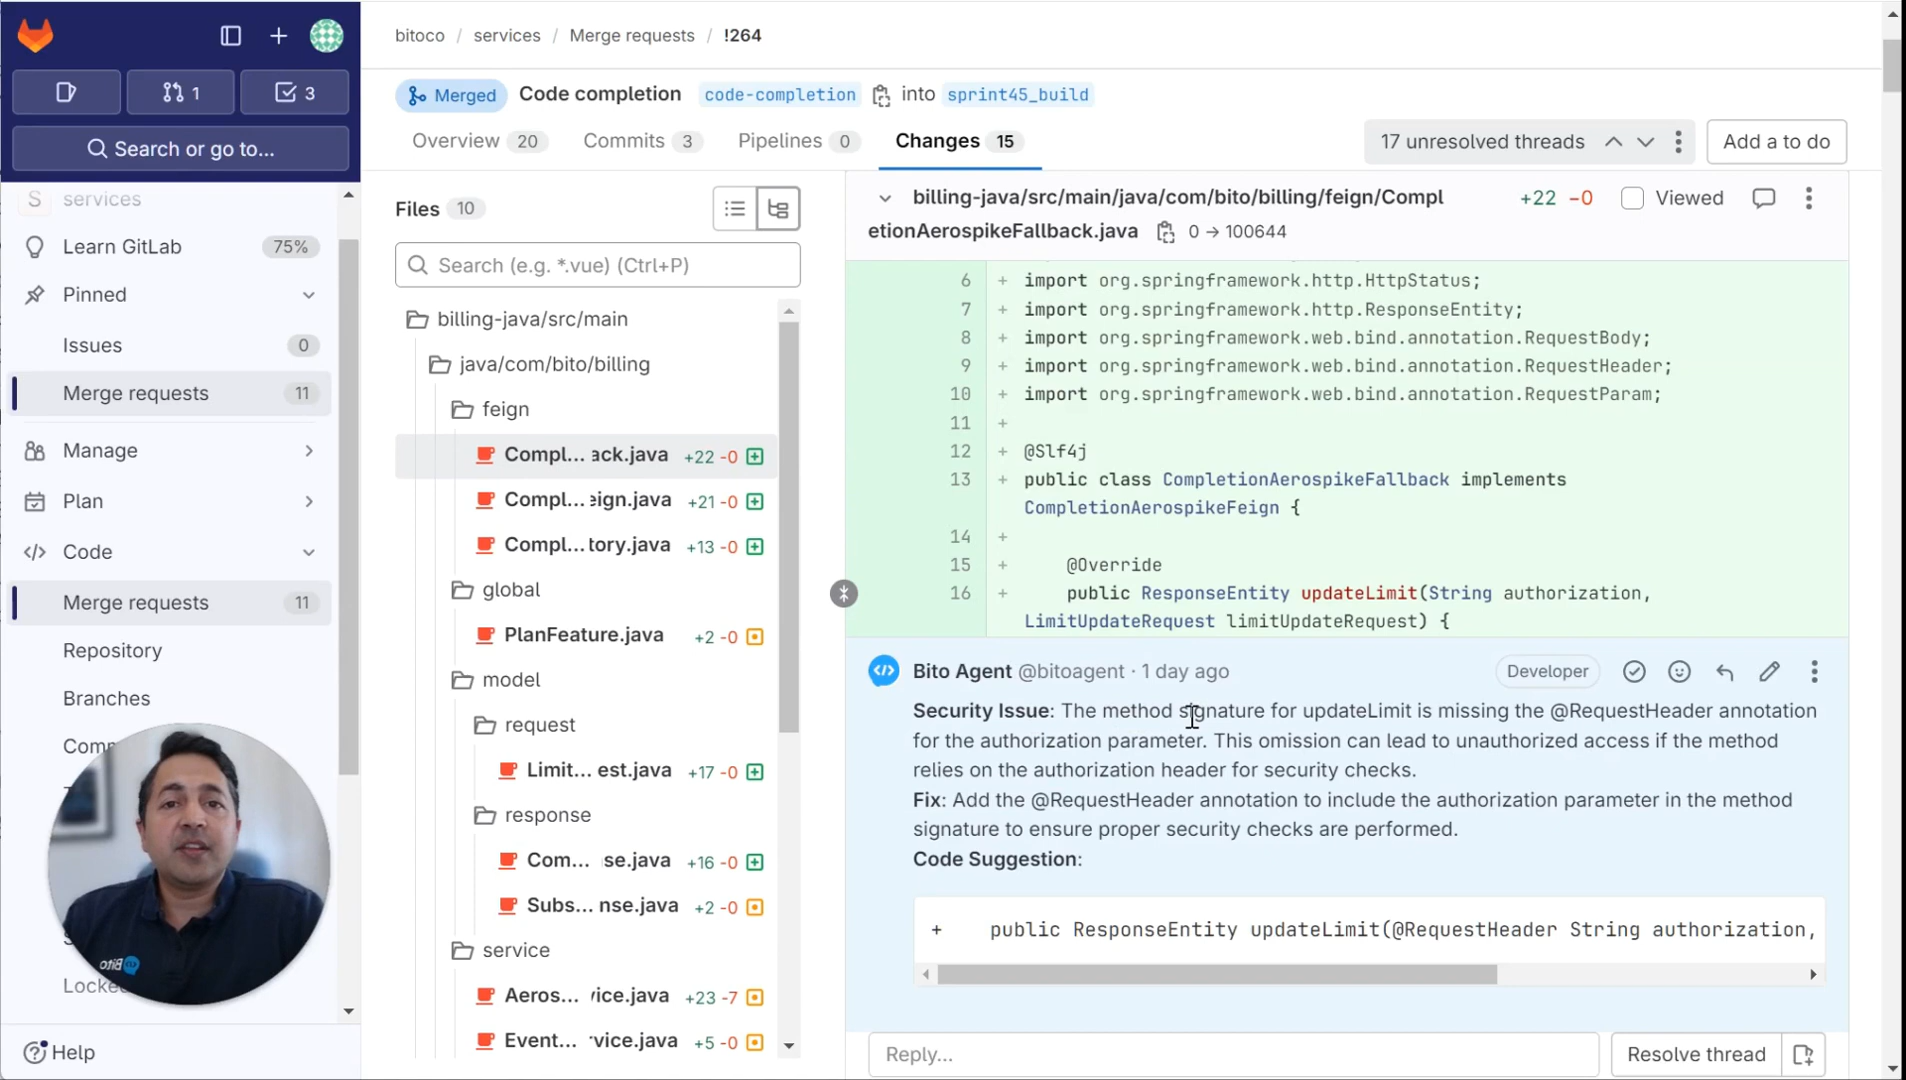 bitoco / services / Merge requests / !264
1
3
Search or go to...
Merged Code completion code-completion into sprint45_build
Overview 20 Commits 3 Pipelines 0 Changes 15
17 unresolved threads
Add a to do
S services
Learn GitLab 75%
Pinned
Issues 0
Merge requests 11
Manage
Plan
Code
Merge requests 11
Repository
Branches
Locke
Help
Bito
Files 10
Search (e.g. *.vue) (Ctrl+P)
billing-java/src/main
java/com/bito/billing
feign
Compl... ack.java +22 -0
Compl... eign.java +21 -0
Compl... tory.java +13 -0
global
PlanFeature.java +2 -0
model
request
Limit... est.java +17 -0
response
Com... se.java +16 -0
Subs... nse.java +2 -0
service
Aeros... vice.java +23 -7
Event... rvice.java +5 -0
billing-java/src/main/java/com/bito/billing/feign/Compl
etionAerospikeFallback.java 0 → 100644
+22 -0 Viewed
6 + import org.springframework.http.HttpStatus;
7 + import org.springframework.http.ResponseEntity;
8 + import org.springframework.web.bind.annotation.RequestBody;
9 + import org.springframework.web.bind.annotation.RequestHeader;
10 + import org.springframework.web.bind.annotation.RequestParam;
11 +
12 + @Slf4j
13 + public class CompletionAerospikeFallback implements
CompletionAerospikeFeign {
14 +
15 + @Override
16 + public ResponseEntity updateLimit(String authorization,
LimitUpdateRequest limitUpdateRequest) {
Bito Agent @bitoagent · 1 day ago Developer
Security Issue: The method signature for updateLimit is missing the @RequestHeader annotation
for the authorization parameter. This omission can lead to unauthorized access if the method
relies on the authorization header for security checks.
Fix: Add the @RequestHeader annotation to include the authorization parameter in the method
signature to ensure proper security checks are performed.
Code Suggestion:
+ public ResponseEntity updateLimit(@RequestHeader String authorization,
Reply...
Resolve thread